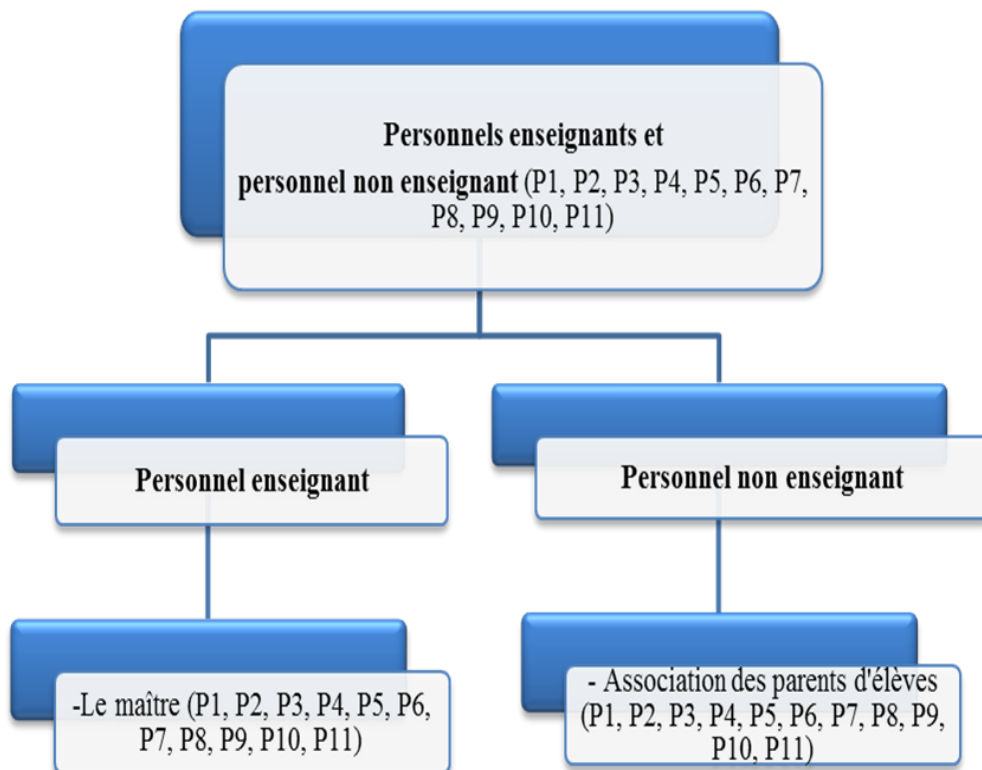 Personnels enseignants et
personnel non enseignant (P1, P2, P3, P4, P5, P6, P7,
P8, P9, P10, P11)
Personnel enseignant
Personnel non enseignant
-Le maître (P1, P2, P3, P4, P5, P6,
P7, P8, P9, P10, P11)
- Association des parents d'élèves
(P1, P2, P3, P4, P5, P6, P7, P8, P9,
P10, P11)